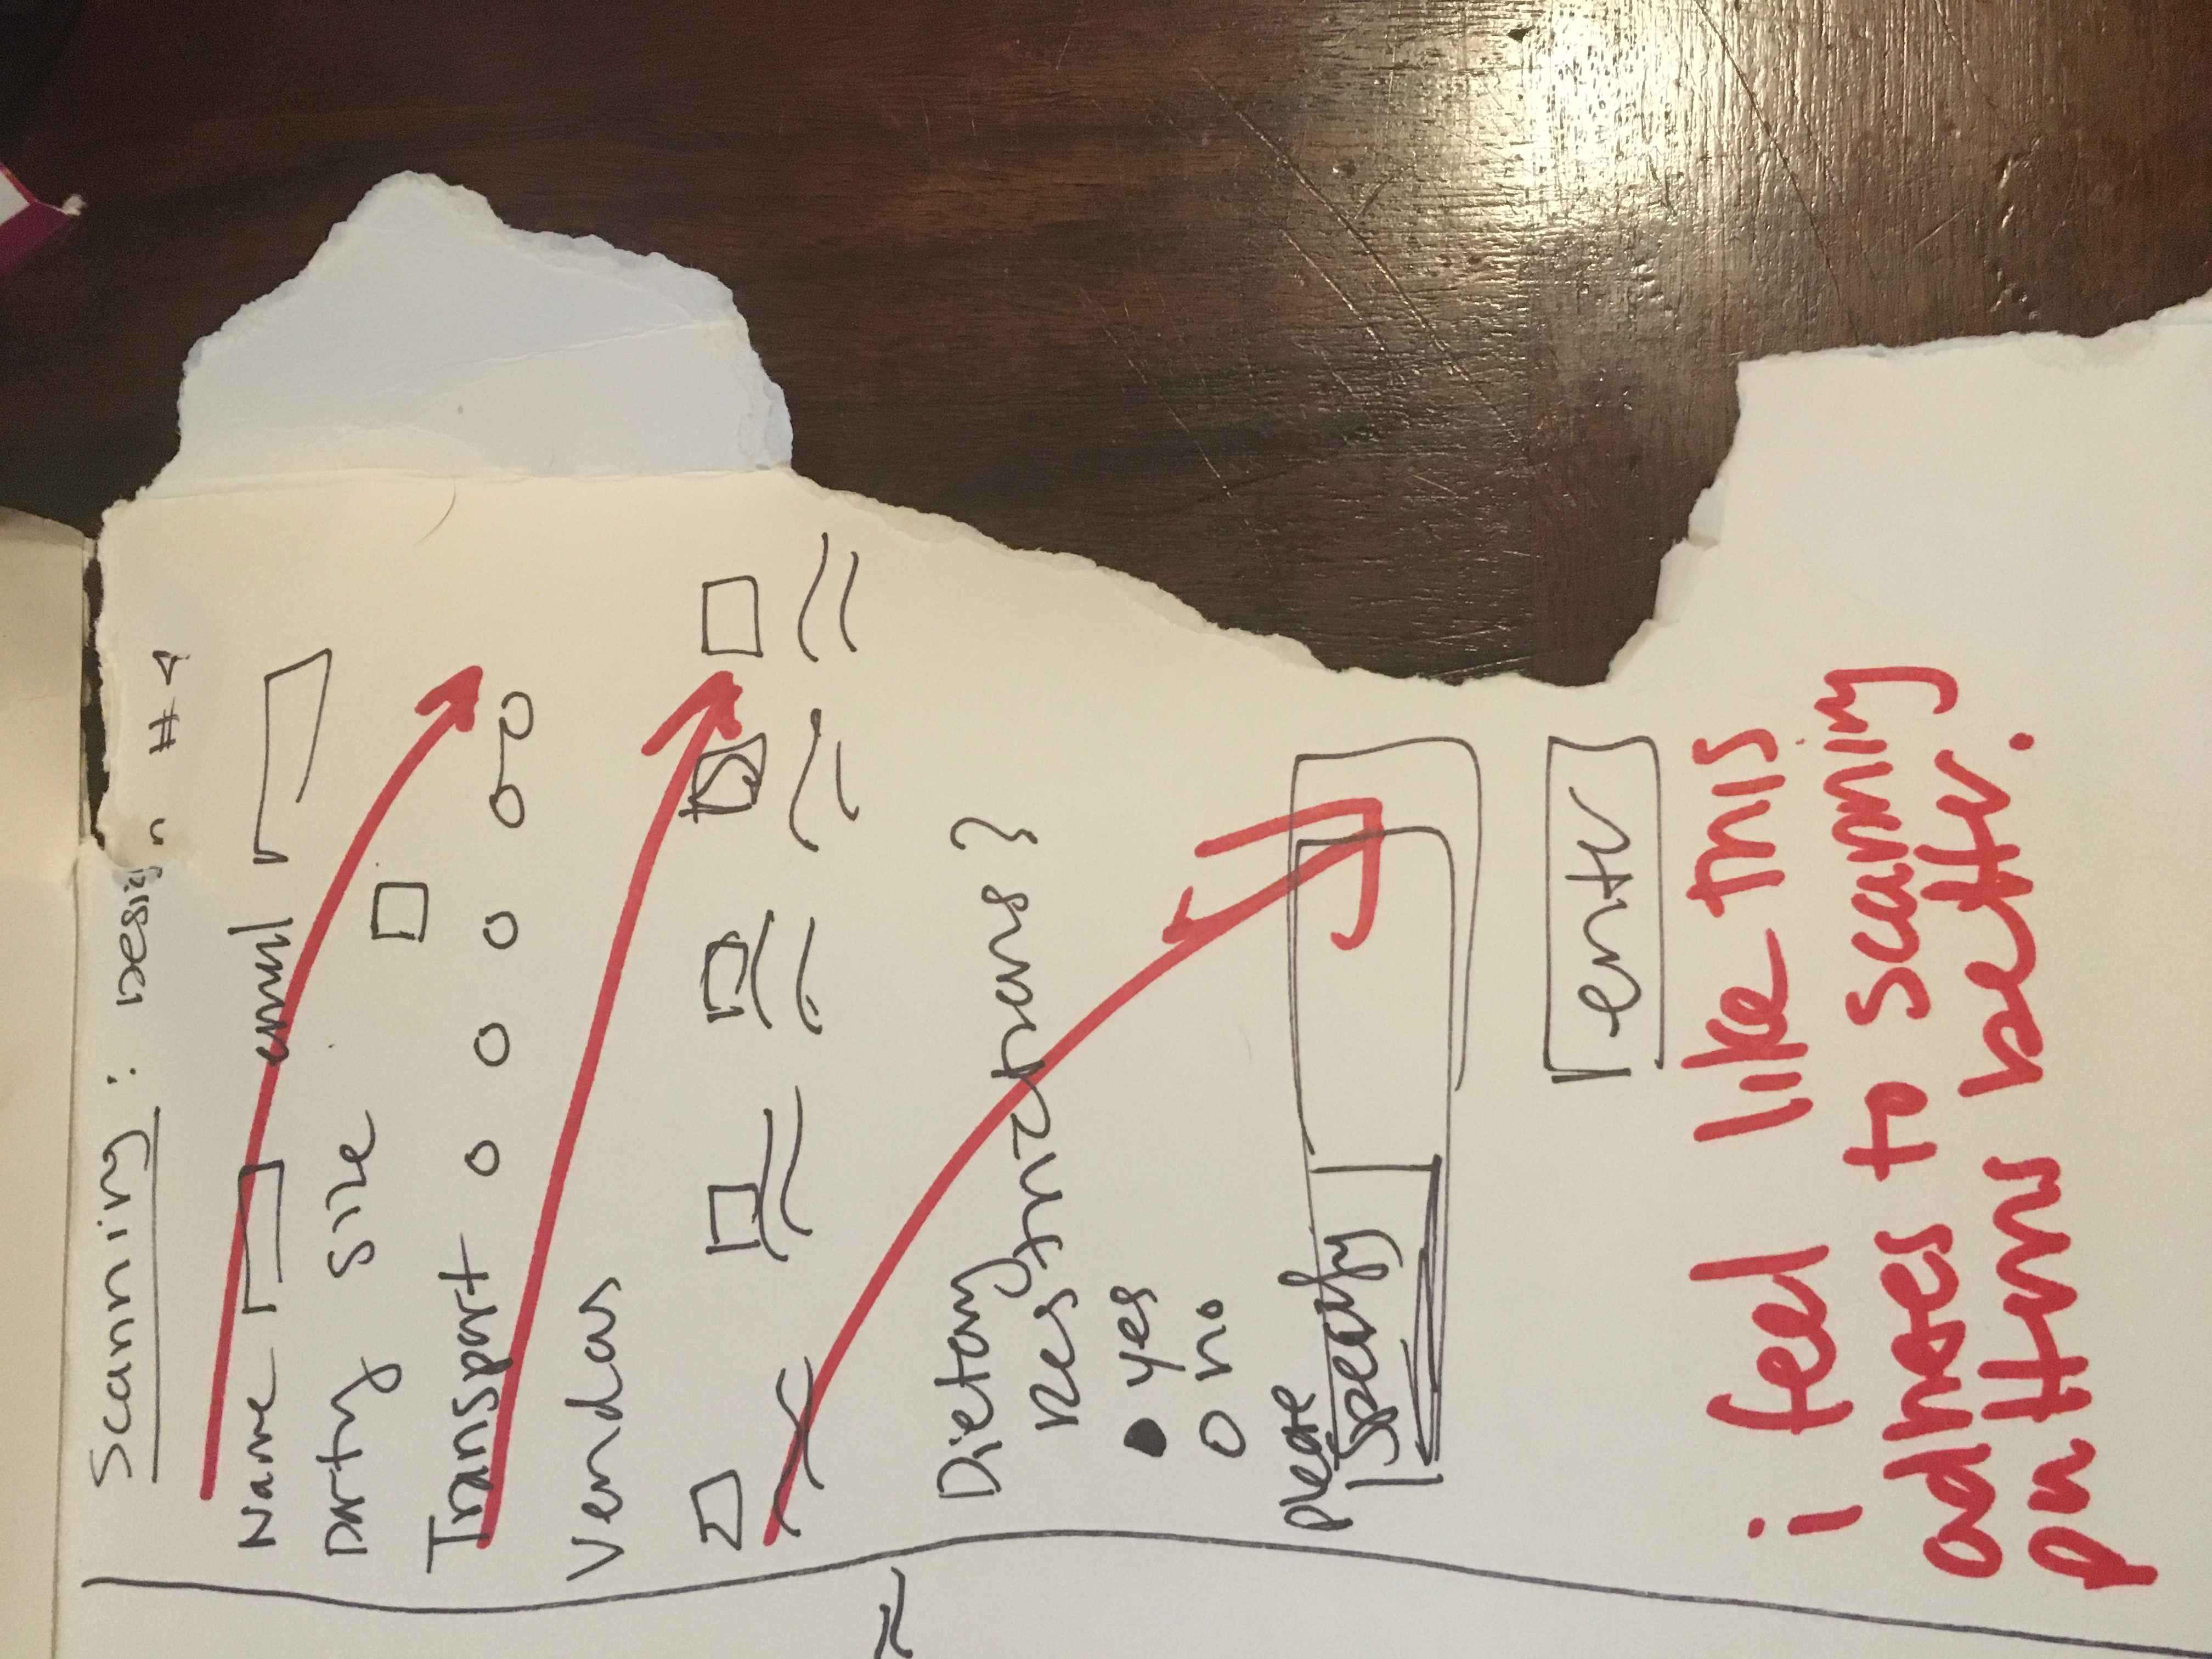 Scanning : Design #4
Name email
Party size
Transport
Vendors
Dietary
Restrictions?
yes
no
please
Specify
enter
i feel like this
adheres to scanning
patterns better.